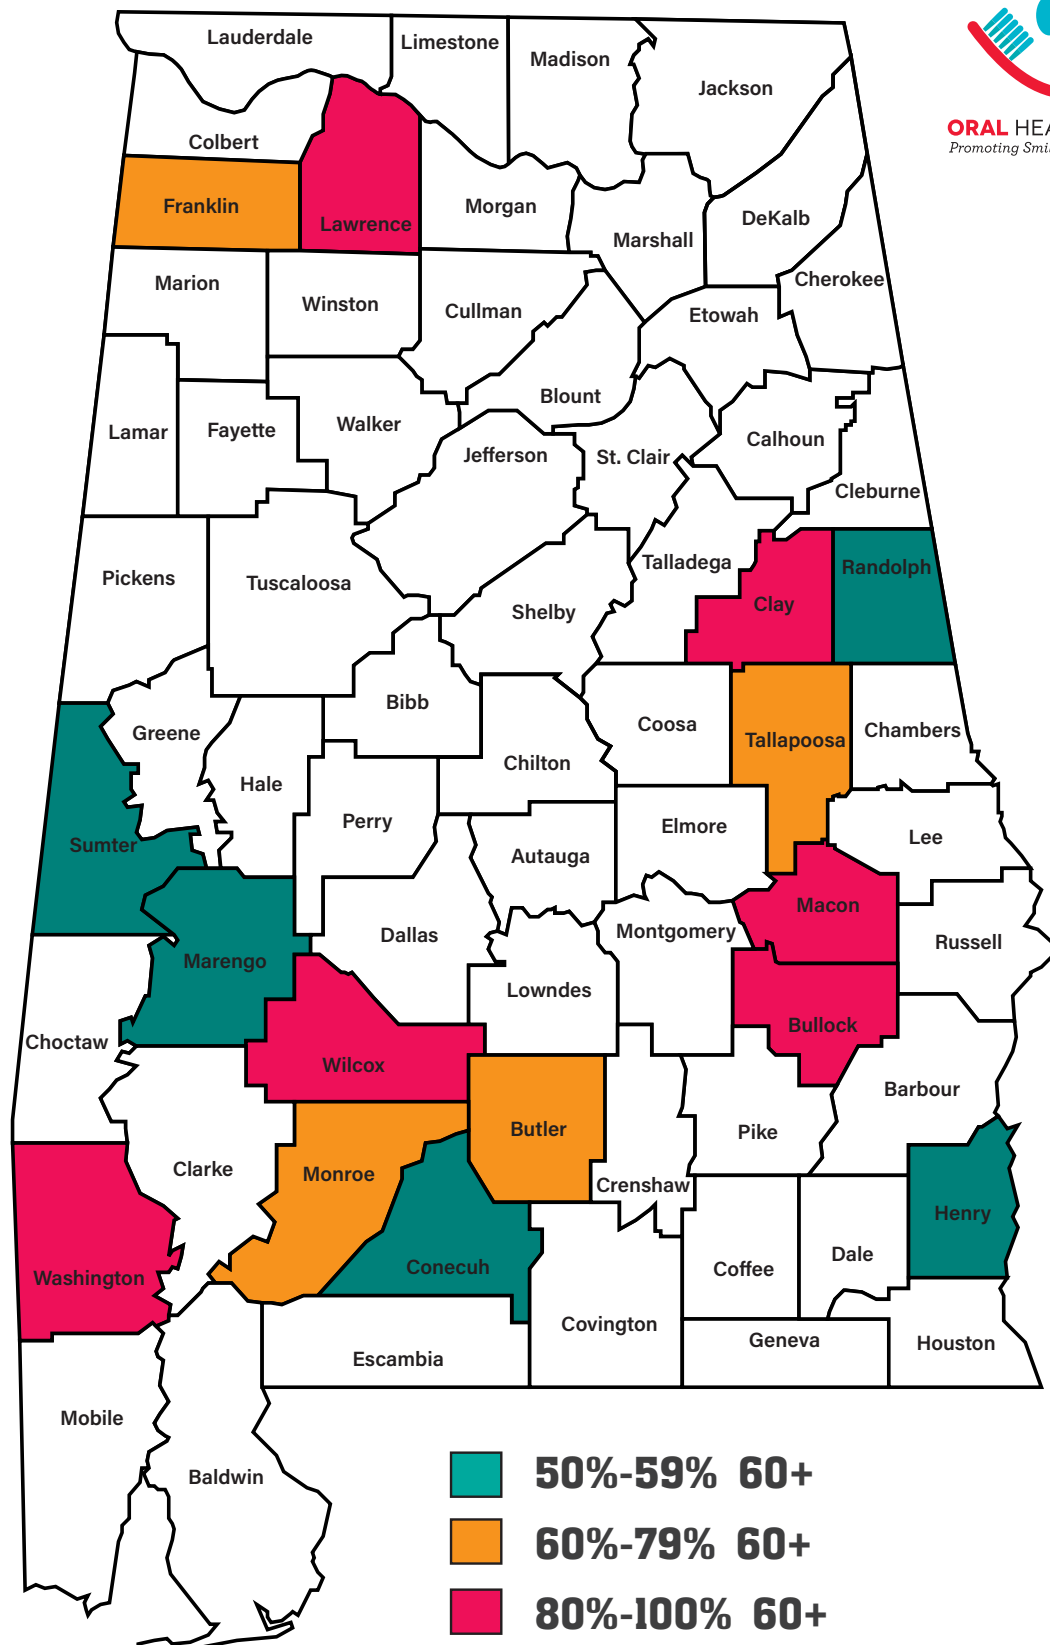 Lauderdale
Limestone
Madison
Jackson
ORAL HEA
Promoting Smil
Colbert
Franklin
Lawrence
Morgan
Marshall
DeKalb
Cherokee
Marion
Winston
Cullman
Etowah
Blount
Lamar
Fayette
Walker
Jefferson
St. Clair
Calhoun
Cleburne
Pickens
Tuscaloosa
Shelby
Talladega
Clay
Randolph
Greene
Bibb
Hale
Chilton
Coosa
Tallapoosa
Chambers
Sumter
Perry
Autauga
Elmore
Lee
Marengo
Dallas
Montgomery
Macon
Russell
Choctaw
Lowndes
Bullock
Wilcox
Barbour
Clarke
Monroe
Butler
Crenshaw
Pike
Henry
Washington
Conecuh
Coffee
Dale
Covington
Geneva
Houston
Escambia
Mobile
Baldwin
50%-59% 60+
60%-79% 60+
80%-100% 60+